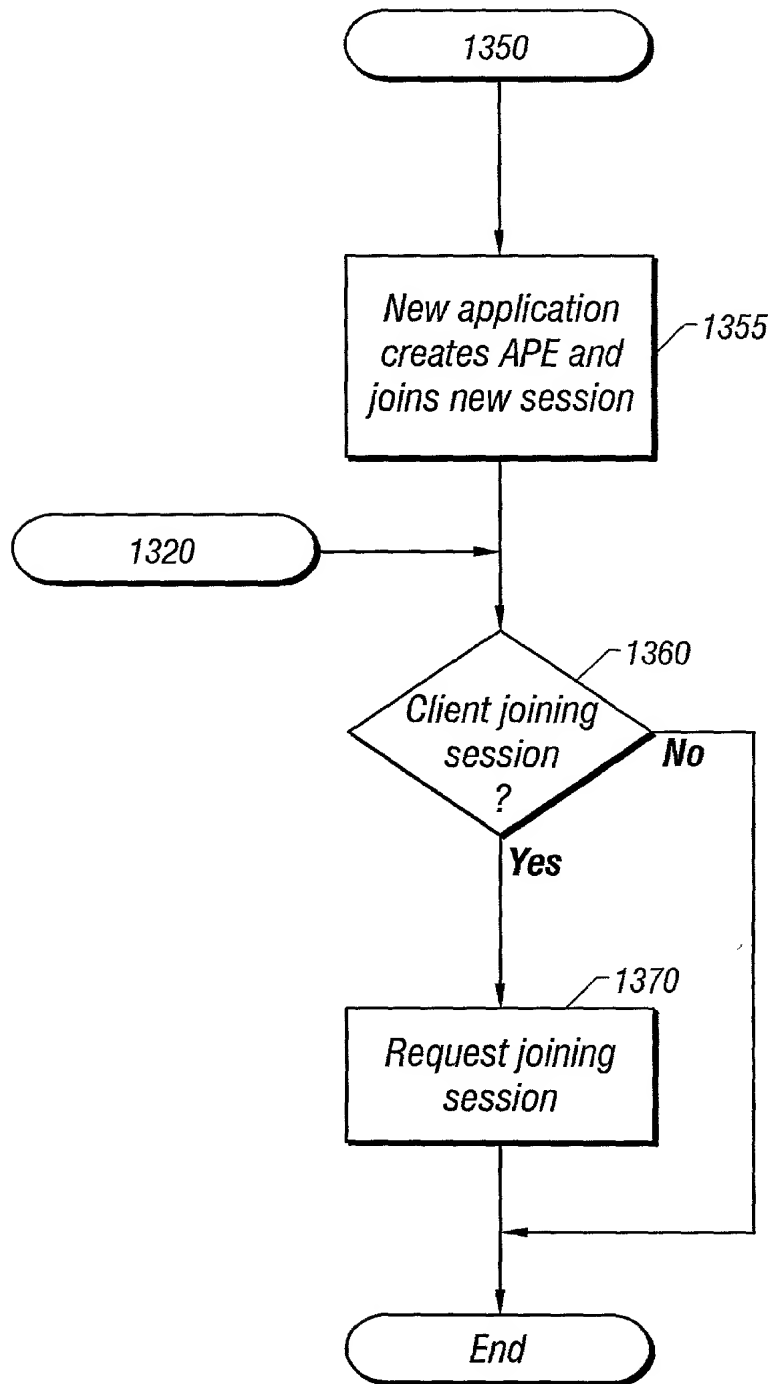 1350
New application
creates APE and
joins new session
1355
1320
1360
Client joining
session
?
No
Yes
1370
Request joining
session
End